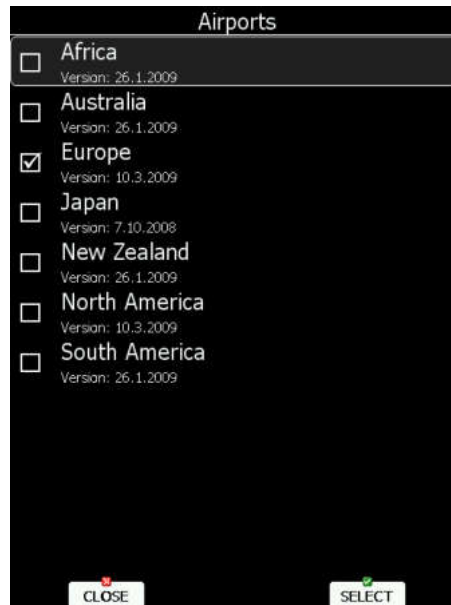 Airports
Africa
Version: 26.1.2009
Australia
Version: 26.1.2009
Europe
Version: 10.3.2009
Japan
Version: 7.10.2008
New Zealand
Version: 26.1.2009
North America
Version: 10.3.2009
South America
Version: 26.1.2009
CLOSE SELECT